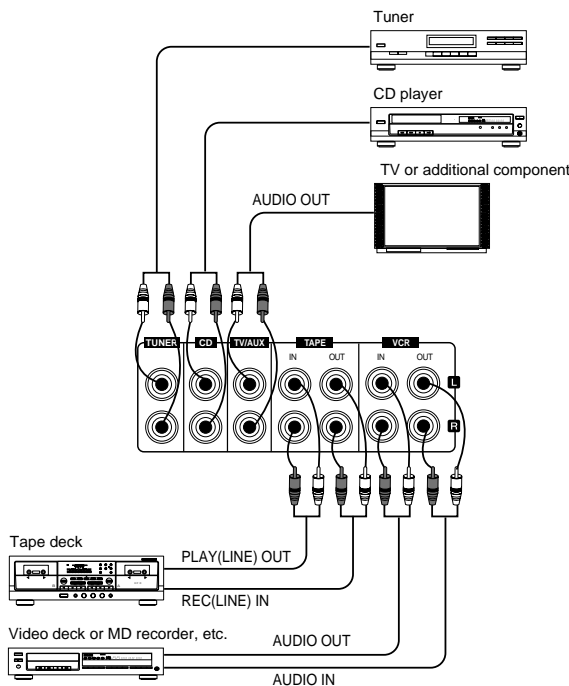 Tuner
CD player
TV or additional component
AUDIO OUT
TUNER CD TV/AUX TAPE VCR
IN OUT IN OUT
L
R
Tape deck
PLAY(LINE) OUT
REC(LINE) IN
Video deck or MD recorder, etc.
AUDIO OUT
AUDIO IN